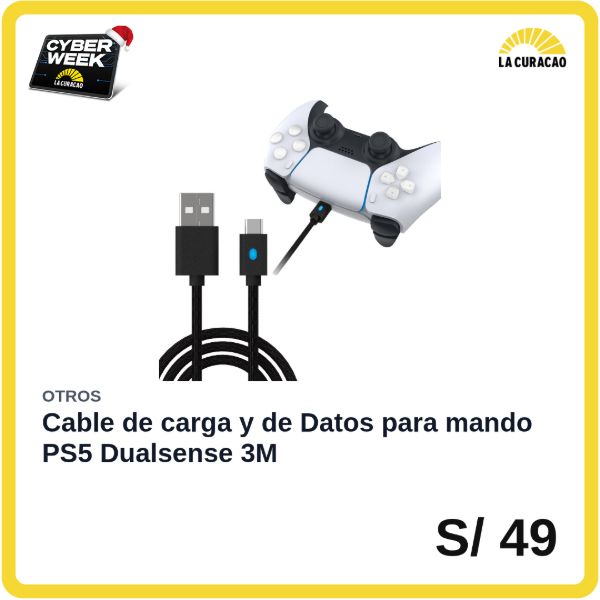 CYBER
WEEK
LA CURACAO
LA CURACAO
OTROS
Cable de carga y de Datos para mando
PS5 Dualsense 3M
S/ 49